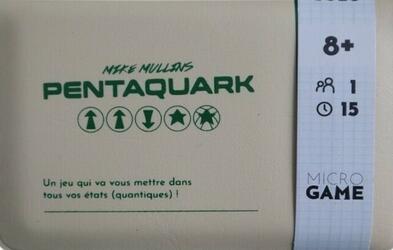 8+
MIKE MULLINS
PENTAQUARK
1
15
Un jeu qui va vous mettre dans
tous vos états (quantiques) !
MICRO
GAME